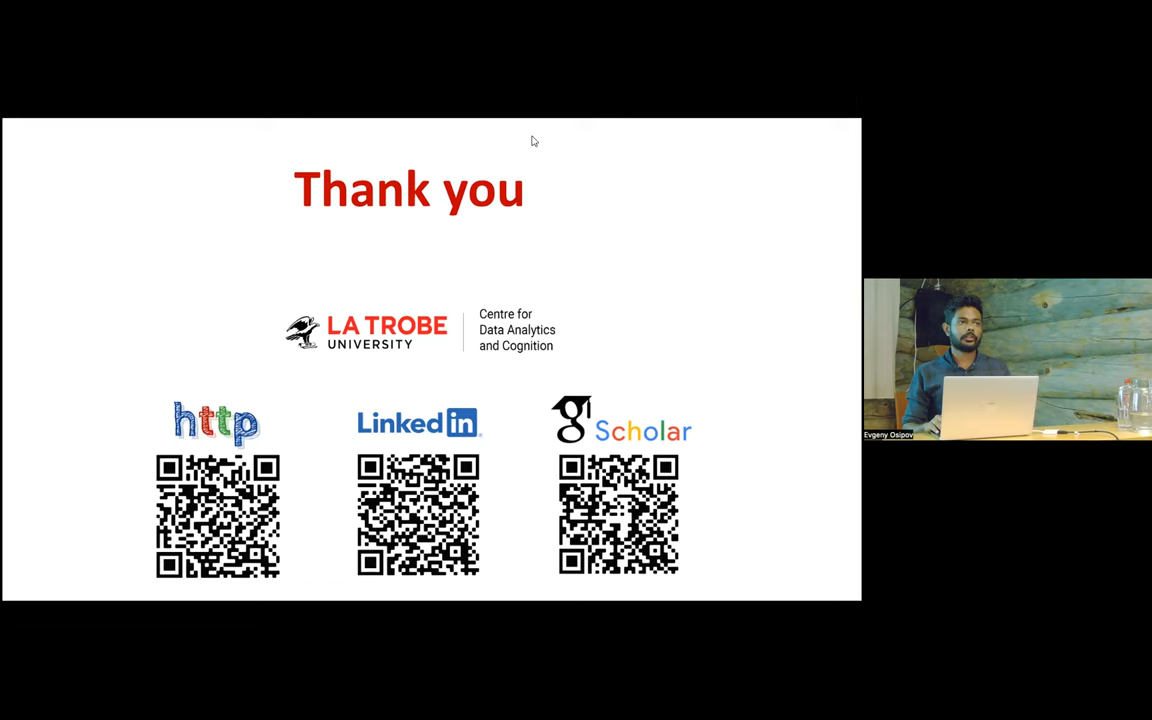 Thank you
LA TROBE
UNIVERSITY
Centre for
Data Analytics
and Cognition
http
LinkedIn
g Scholar
Evgeny Osipov